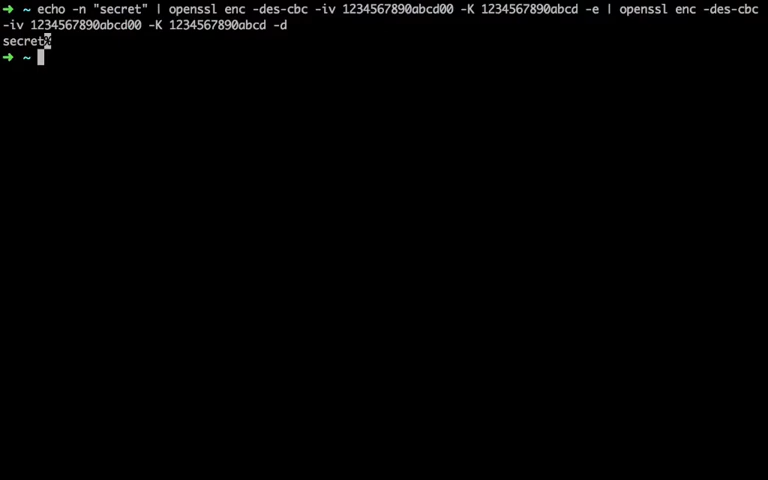 ➜ ~ echo -n "secret" | openssl enc -des-cbc -iv 1234567890abcd00 -K 1234567890abcd -e | openssl enc -des-cbc
-iv 1234567890abcd00 -K 1234567890abcd -d
secret%
➜ ~